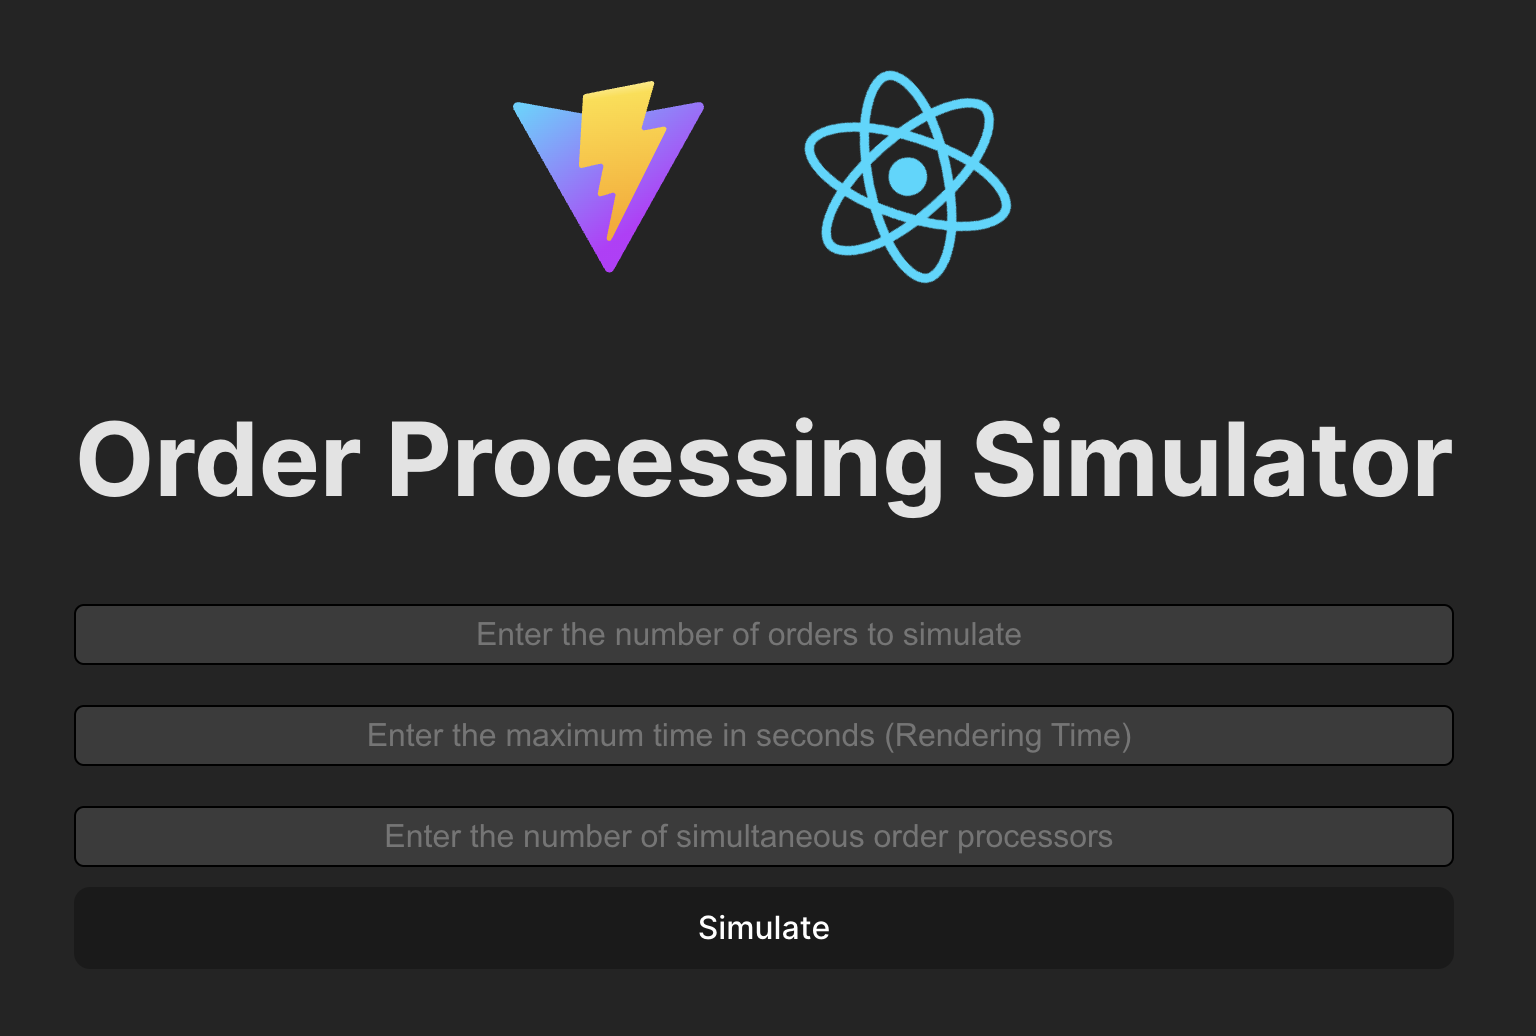 Order Processing Simulator
Enter the number of orders to simulate
Enter the maximum time in seconds (Rendering Time)
Enter the number of simultaneous order processors
Simulate